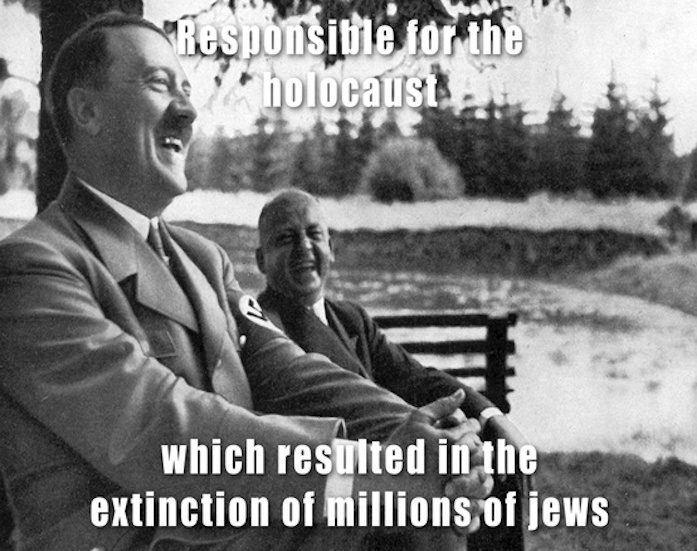 Responsible for the
holocaust
which resulted in the
extinction of millions of jews